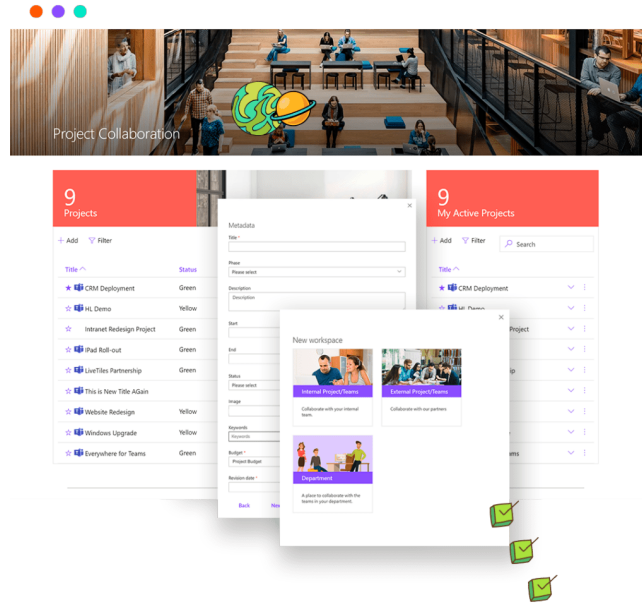 Project Collaboration
9
Projects
+ Add
Filter
Title
Status
CRM Deployment
Green
HL Demo
Yellow
Intranet Redesign Project
Green
IPad Roll-out
Green
LiveTiles Partnership
Green
This is New Title AGain
Website Redesign
Yellow
Windows Upgrade
Yellow
Everywhere for Teams
Green
Metadata
Title *
Phase
Please select
Description
Description
Start
End
Status
Please select
Image
Keywords
Keywords
Budget *
Project Budget
Revision date *
Back
New workspace
Internal Project/Teams
Collaborate with your internal
team.
External Project/Teams
Collaborate with our partners
Department
A place to collaborate with the
teams in your department.
9
My Active Projects
+ Add
Filter
Search
Title
CRM Deployment
HL Demo
Project